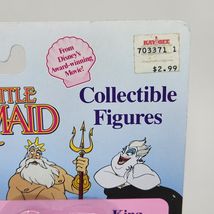 From
Disney's
Award-winning
Movie!
KAY-BEE
703371 1
$2.99
TTLE
MAID
Collectible
Figures
King